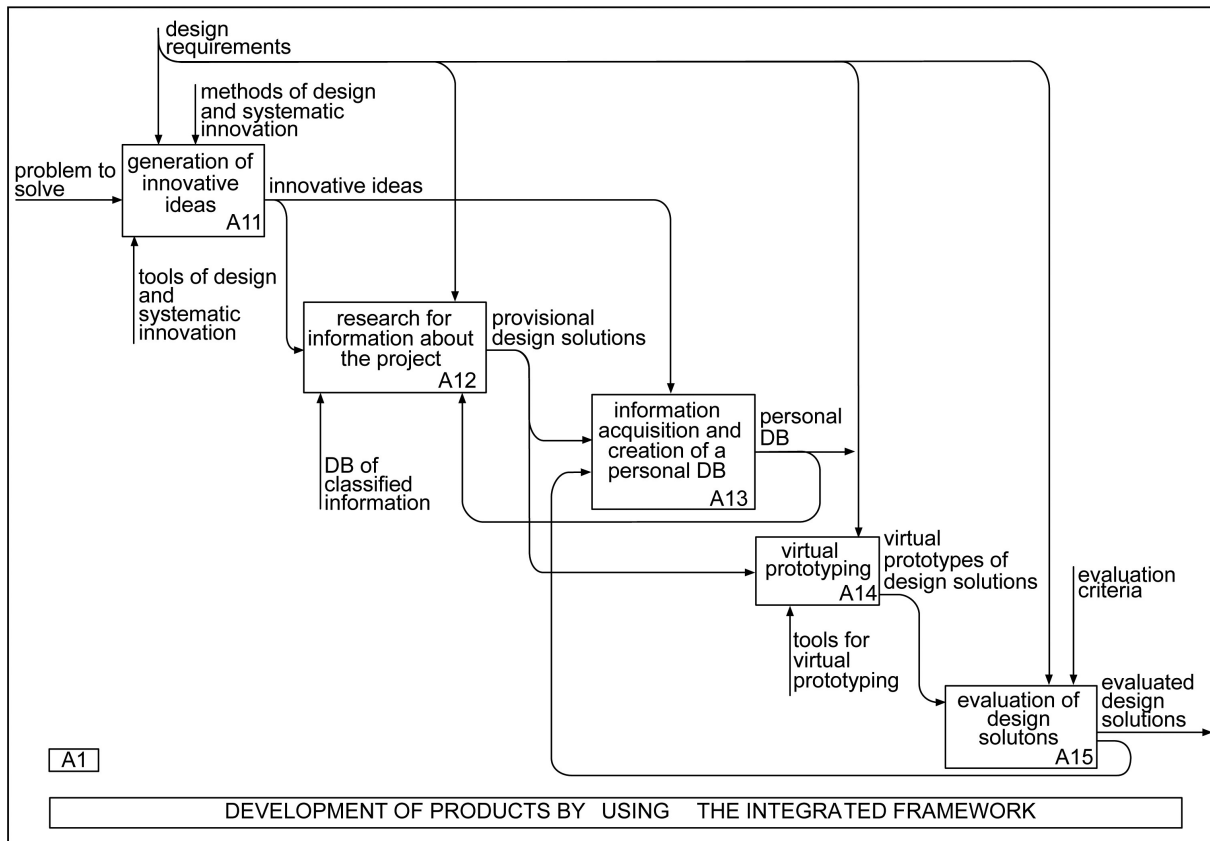 design
requirements
methods of design
and systematic
innovation
problem to
solve
generation of
innovative
ideas
A11
innovative ideas
tools of design
and
systematic
innovation
research for
information about
the project
A12
provisional
design solutions
DB of
classified
information
information
acquisition and
creation of a
personal DB
A13
personal
DB
virtual
prototyping
A14
virtual
prototypes of
design solutions
tools for
virtual
prototyping
evaluation
criteria
evaluation of
design
solutons
A15
evaluated
design
solutions
A1
DEVELOPMENT OF PRODUCTS BY USING THE INTEGRATED FRAMEWORK